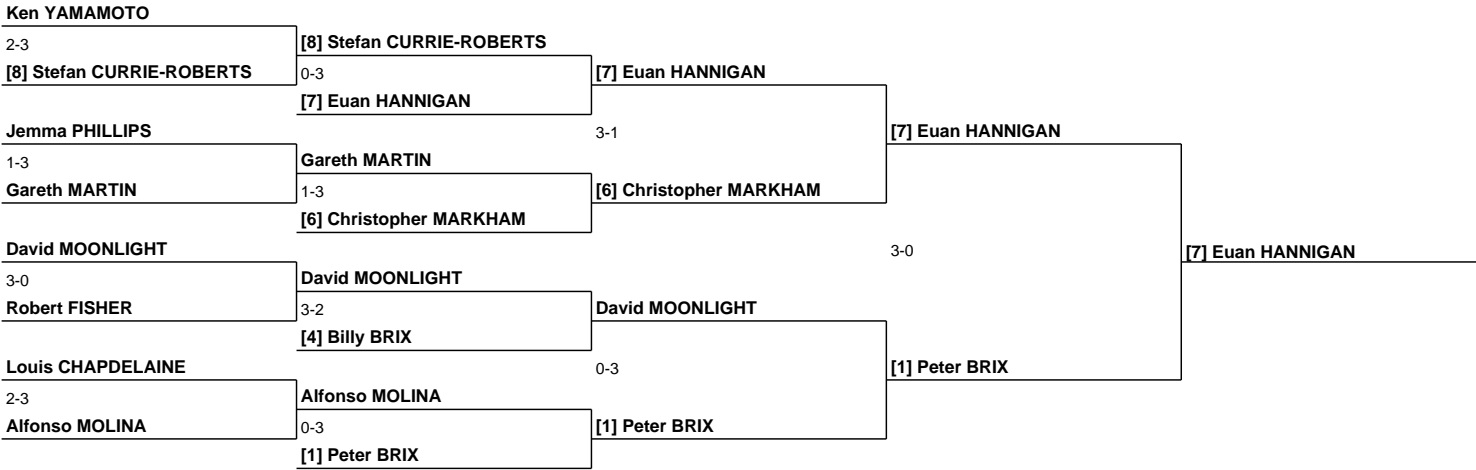 Ken YAMAMOTO
2-3
[8] Stefan CURRIE-ROBERTS
[8] Stefan CURRIE-ROBERTS
0-3
[7] Euan HANNIGAN
[7] Euan HANNIGAN
Jemma PHILLIPS
3-1
[7] Euan HANNIGAN
1-3
Gareth MARTIN
Gareth MARTIN
1-3
[6] Christopher MARKHAM
[6] Christopher MARKHAM
David MOONLIGHT
3-0
[7] Euan HANNIGAN
3-0
David MOONLIGHT
Robert FISHER
3-2
David MOONLIGHT
[4] Billy BRIX
Louis CHAPDELAINE
0-3
[1] Peter BRIX
2-3
Alfonso MOLINA
Alfonso MOLINA
0-3
[1] Peter BRIX
[1] Peter BRIX